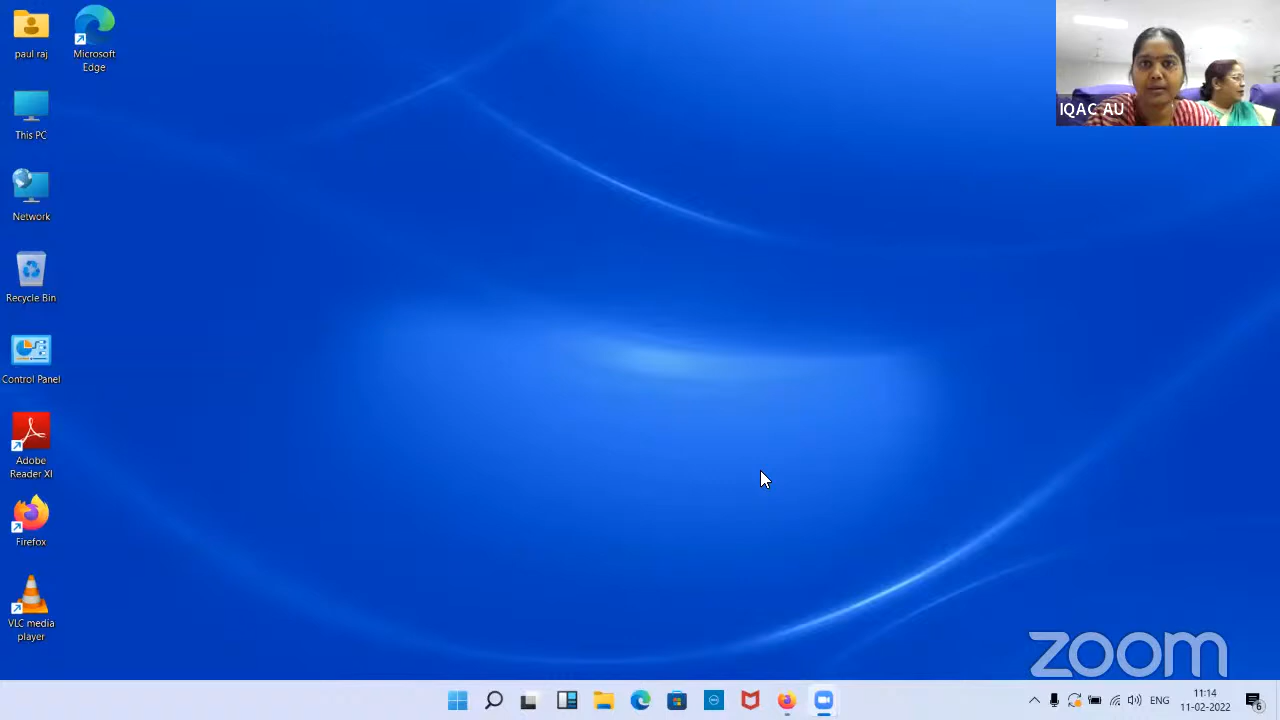 paul raj
Microsoft
Edge
This PC
Network
Recycle Bin
Control Panel
Adobe
Reader XI
Firefox
VLC media
player
IQAC AU
zoom
ENG
11:14
11-02-2022
6